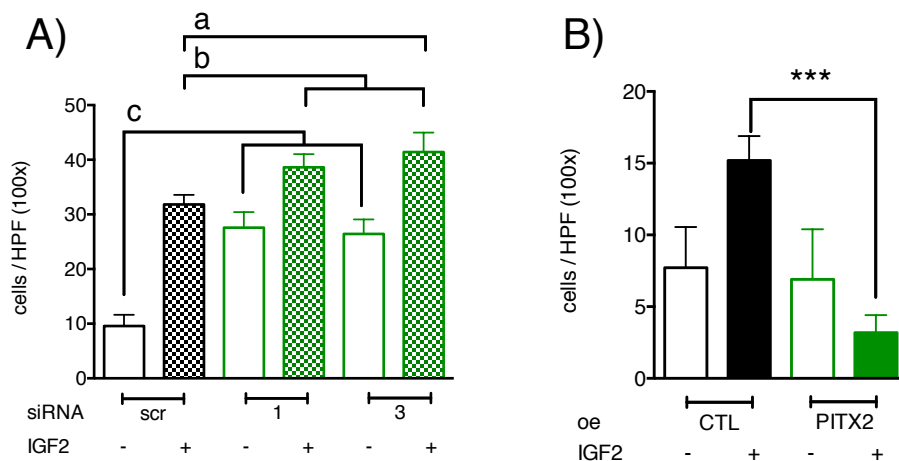 A)
a
b
c
cells / HPF (100x)
50
40
30
20
10
0
siRNA scr 1 3
IGF2 - + - + - +
B)
***
cells / HPF (100x)
20
15
10
5
0
oe CTL PITX2
IGF2 - + - +